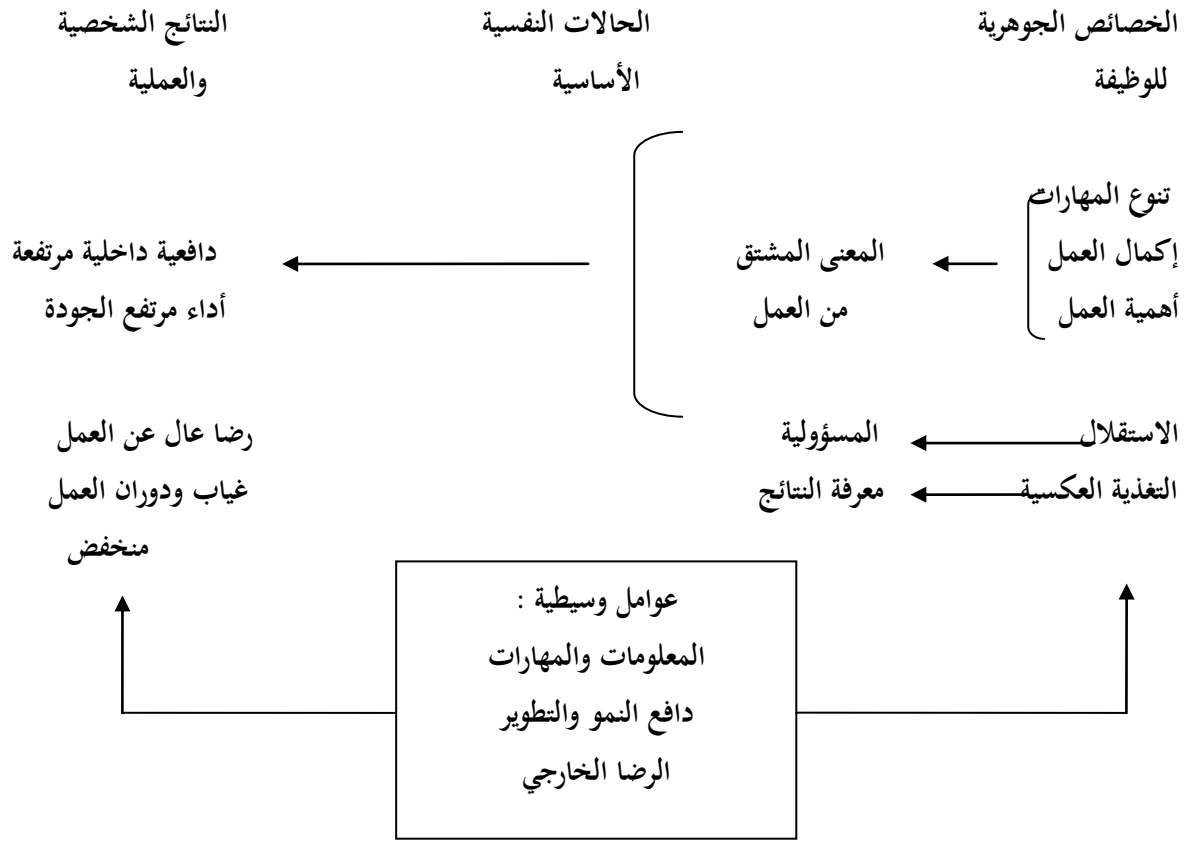 الخصائص الجوهرية
للوظيفة
الحالات النفسية
الأساسية
النتائج الشخصية
والعملية
تنوع المهارات
إكمال العمل
أهمية العمل
المعنى المشتق
من العمل
دافعية داخلية مرتفعة
أداء مرتفع الجودة
الاستقلال
المسؤولية
رضا عال عن العمل
التغذية العكسية
معرفة النتائج
غياب ودوران العمل
منخفض
عوامل وسيطية :
المعلومات والمهارات
دافع النمو والتطوير
الرضا الخارجي